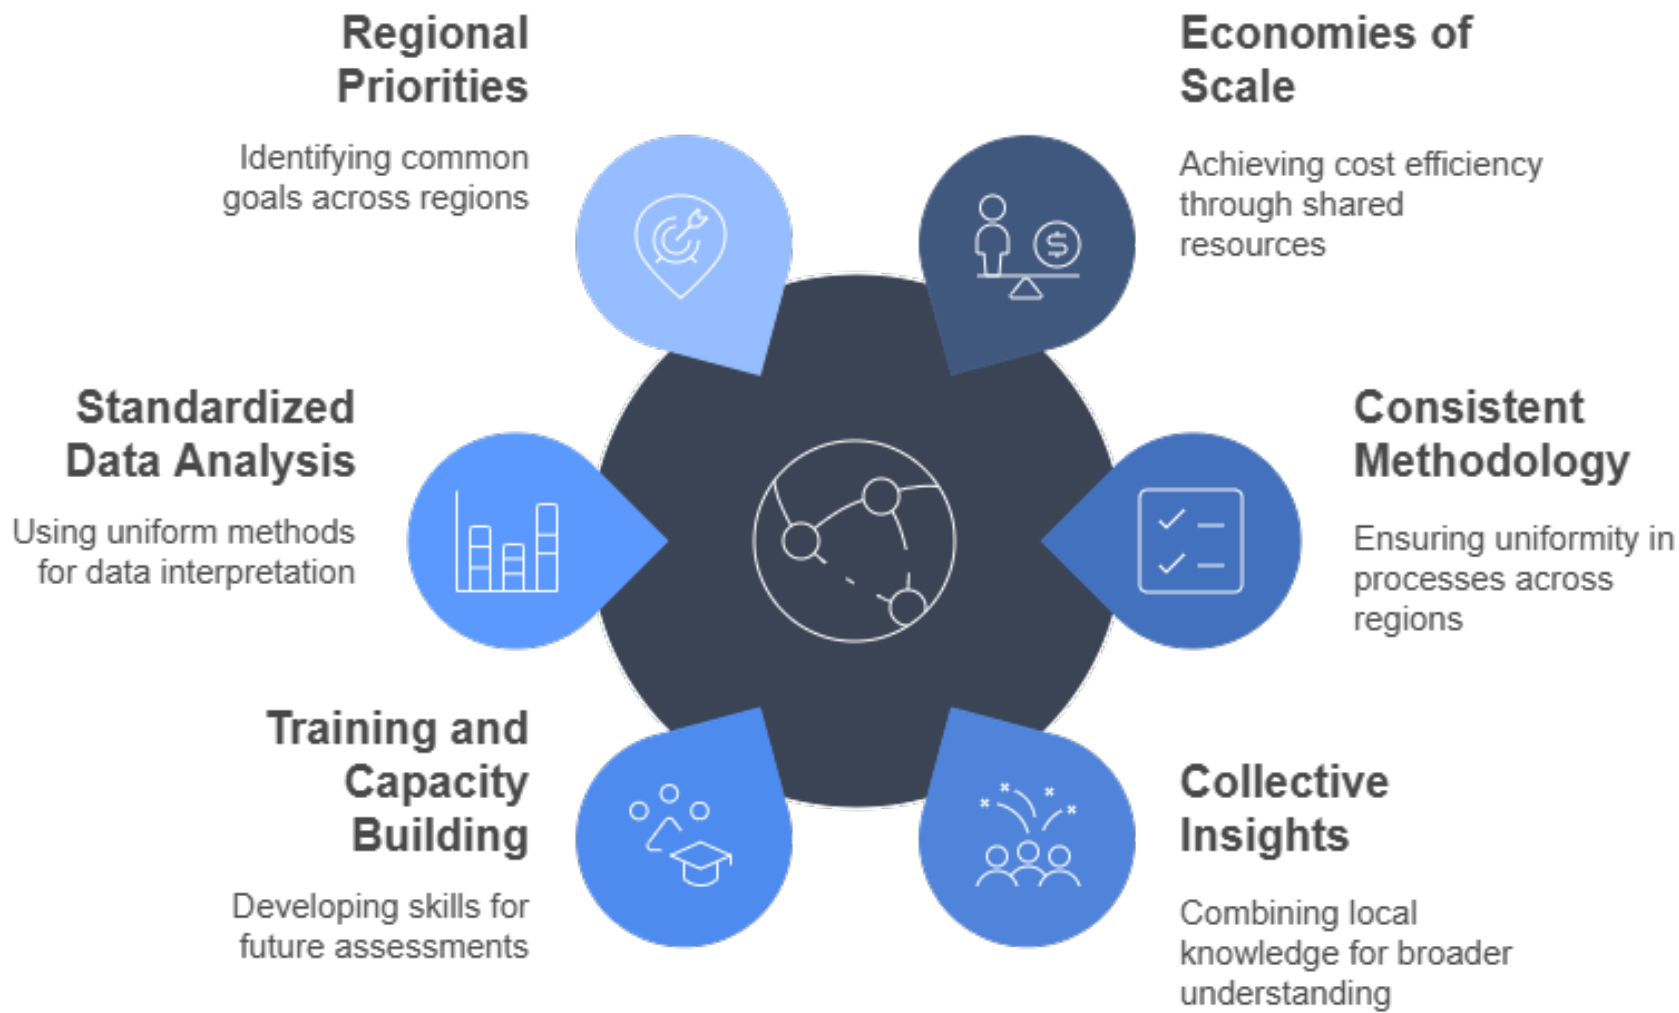 Regional
Priorities
Identifying common
goals across regions
Economies of
Scale
Achieving cost efficiency
through shared
resources
Standardized
Data Analysis
Using uniform methods
for data interpretation
Consistent
Methodology
Ensuring uniformity in
processes across
regions
Training and
Capacity
Building
Developing skills for
future assessments
Collective
Insights
Combining local
knowledge for broader
understanding
$